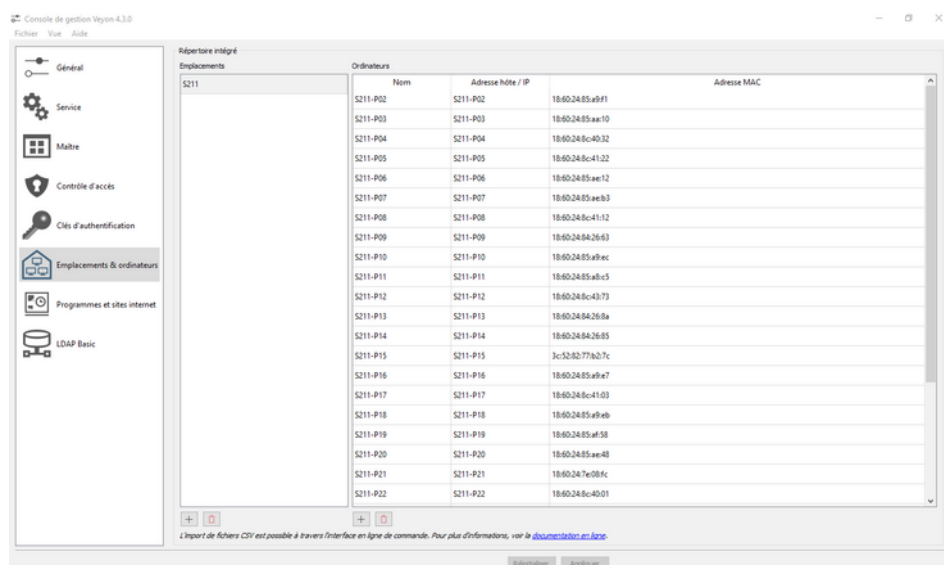 Console de gestion Veyon 4.3.0
Fichier Vue Aide
Général
Service
Maître
Contrôle d'accès
Clés d'authentification
Emplacements & ordinateurs
Programmes et sites internet
LDAP Basic
Répertoire intégré
Emplacements
S211
Ordinateurs
Nom Adresse hôte / IP Adresse MAC
S211-P02 S211-P02 18:60:24:85:a9:f1
S211-P03 S211-P03 18:60:24:85:aa:10
S211-P04 S211-P04 18:60:24:8c:40:32
S211-P05 S211-P05 18:60:24:8c:41:22
S211-P06 S211-P06 18:60:24:85:ae:12
S211-P07 S211-P07 18:60:24:85:ae:b3
S211-P08 S211-P08 18:60:24:8c:41:12
S211-P09 S211-P09 18:60:24:84:26:63
S211-P10 S211-P10 18:60:24:85:a9:ec
S211-P11 S211-P11 18:60:24:85:a8:c5
S211-P12 S211-P12 18:60:24:8c:43:73
S211-P13 S211-P13 18:60:24:84:26:8a
S211-P14 S211-P14 18:60:24:84:26:85
S211-P15 S211-P15 3c:52:82:77:b2:7c
S211-P16 S211-P16 18:60:24:85:a9:e7
S211-P17 S211-P17 18:60:24:8c:41:03
S211-P18 S211-P18 18:60:24:85:a9:eb
S211-P19 S211-P19 18:60:24:85:af:58
S211-P20 S211-P20 18:60:24:85:ae:48
S211-P21 S211-P21 18:60:24:7e:08:fc
S211-P22 S211-P22 18:60:24:8c:40:01
L'import de fichiers CSV est possible à travers l'interface en ligne de commande. Pour plus d'informations, voir la documentation en ligne.
Réinitialiser Appliquer